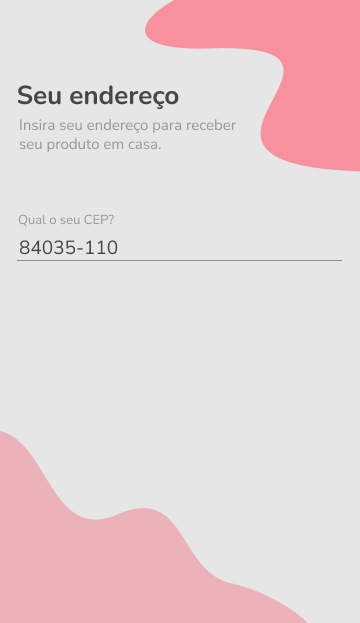 Seu endereço
Insira seu endereço para receber
seu produto em casa.
Qual o seu CEP?
84035-110